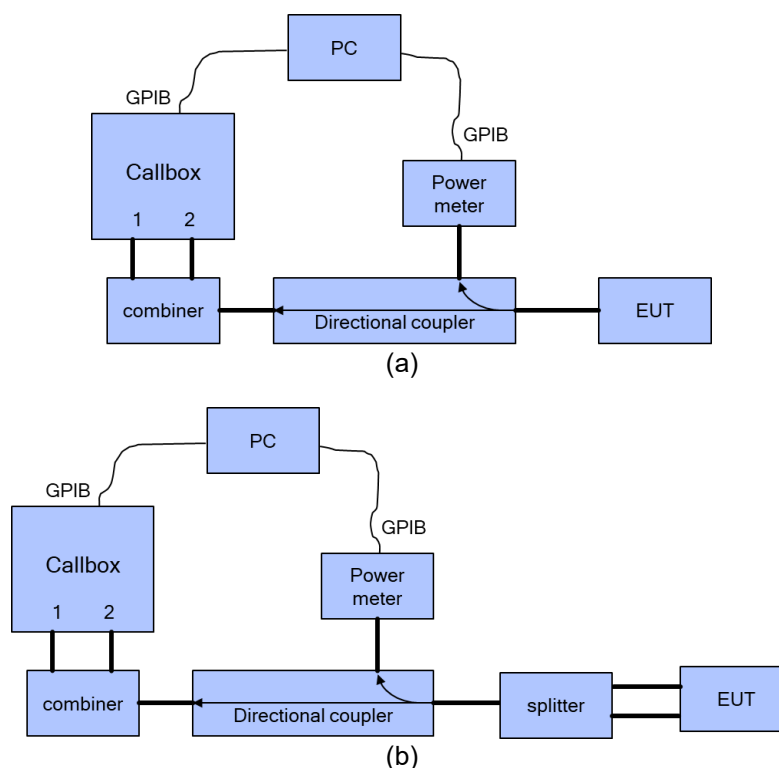 PC
GPIB
GPIB
Callbox
1 2
Power
meter
combiner
Directional coupler
EUT
(a)
PC
GPIB
GPIB
Callbox
1 2
Power
meter
combiner
Directional coupler
splitter
EUT
(b)